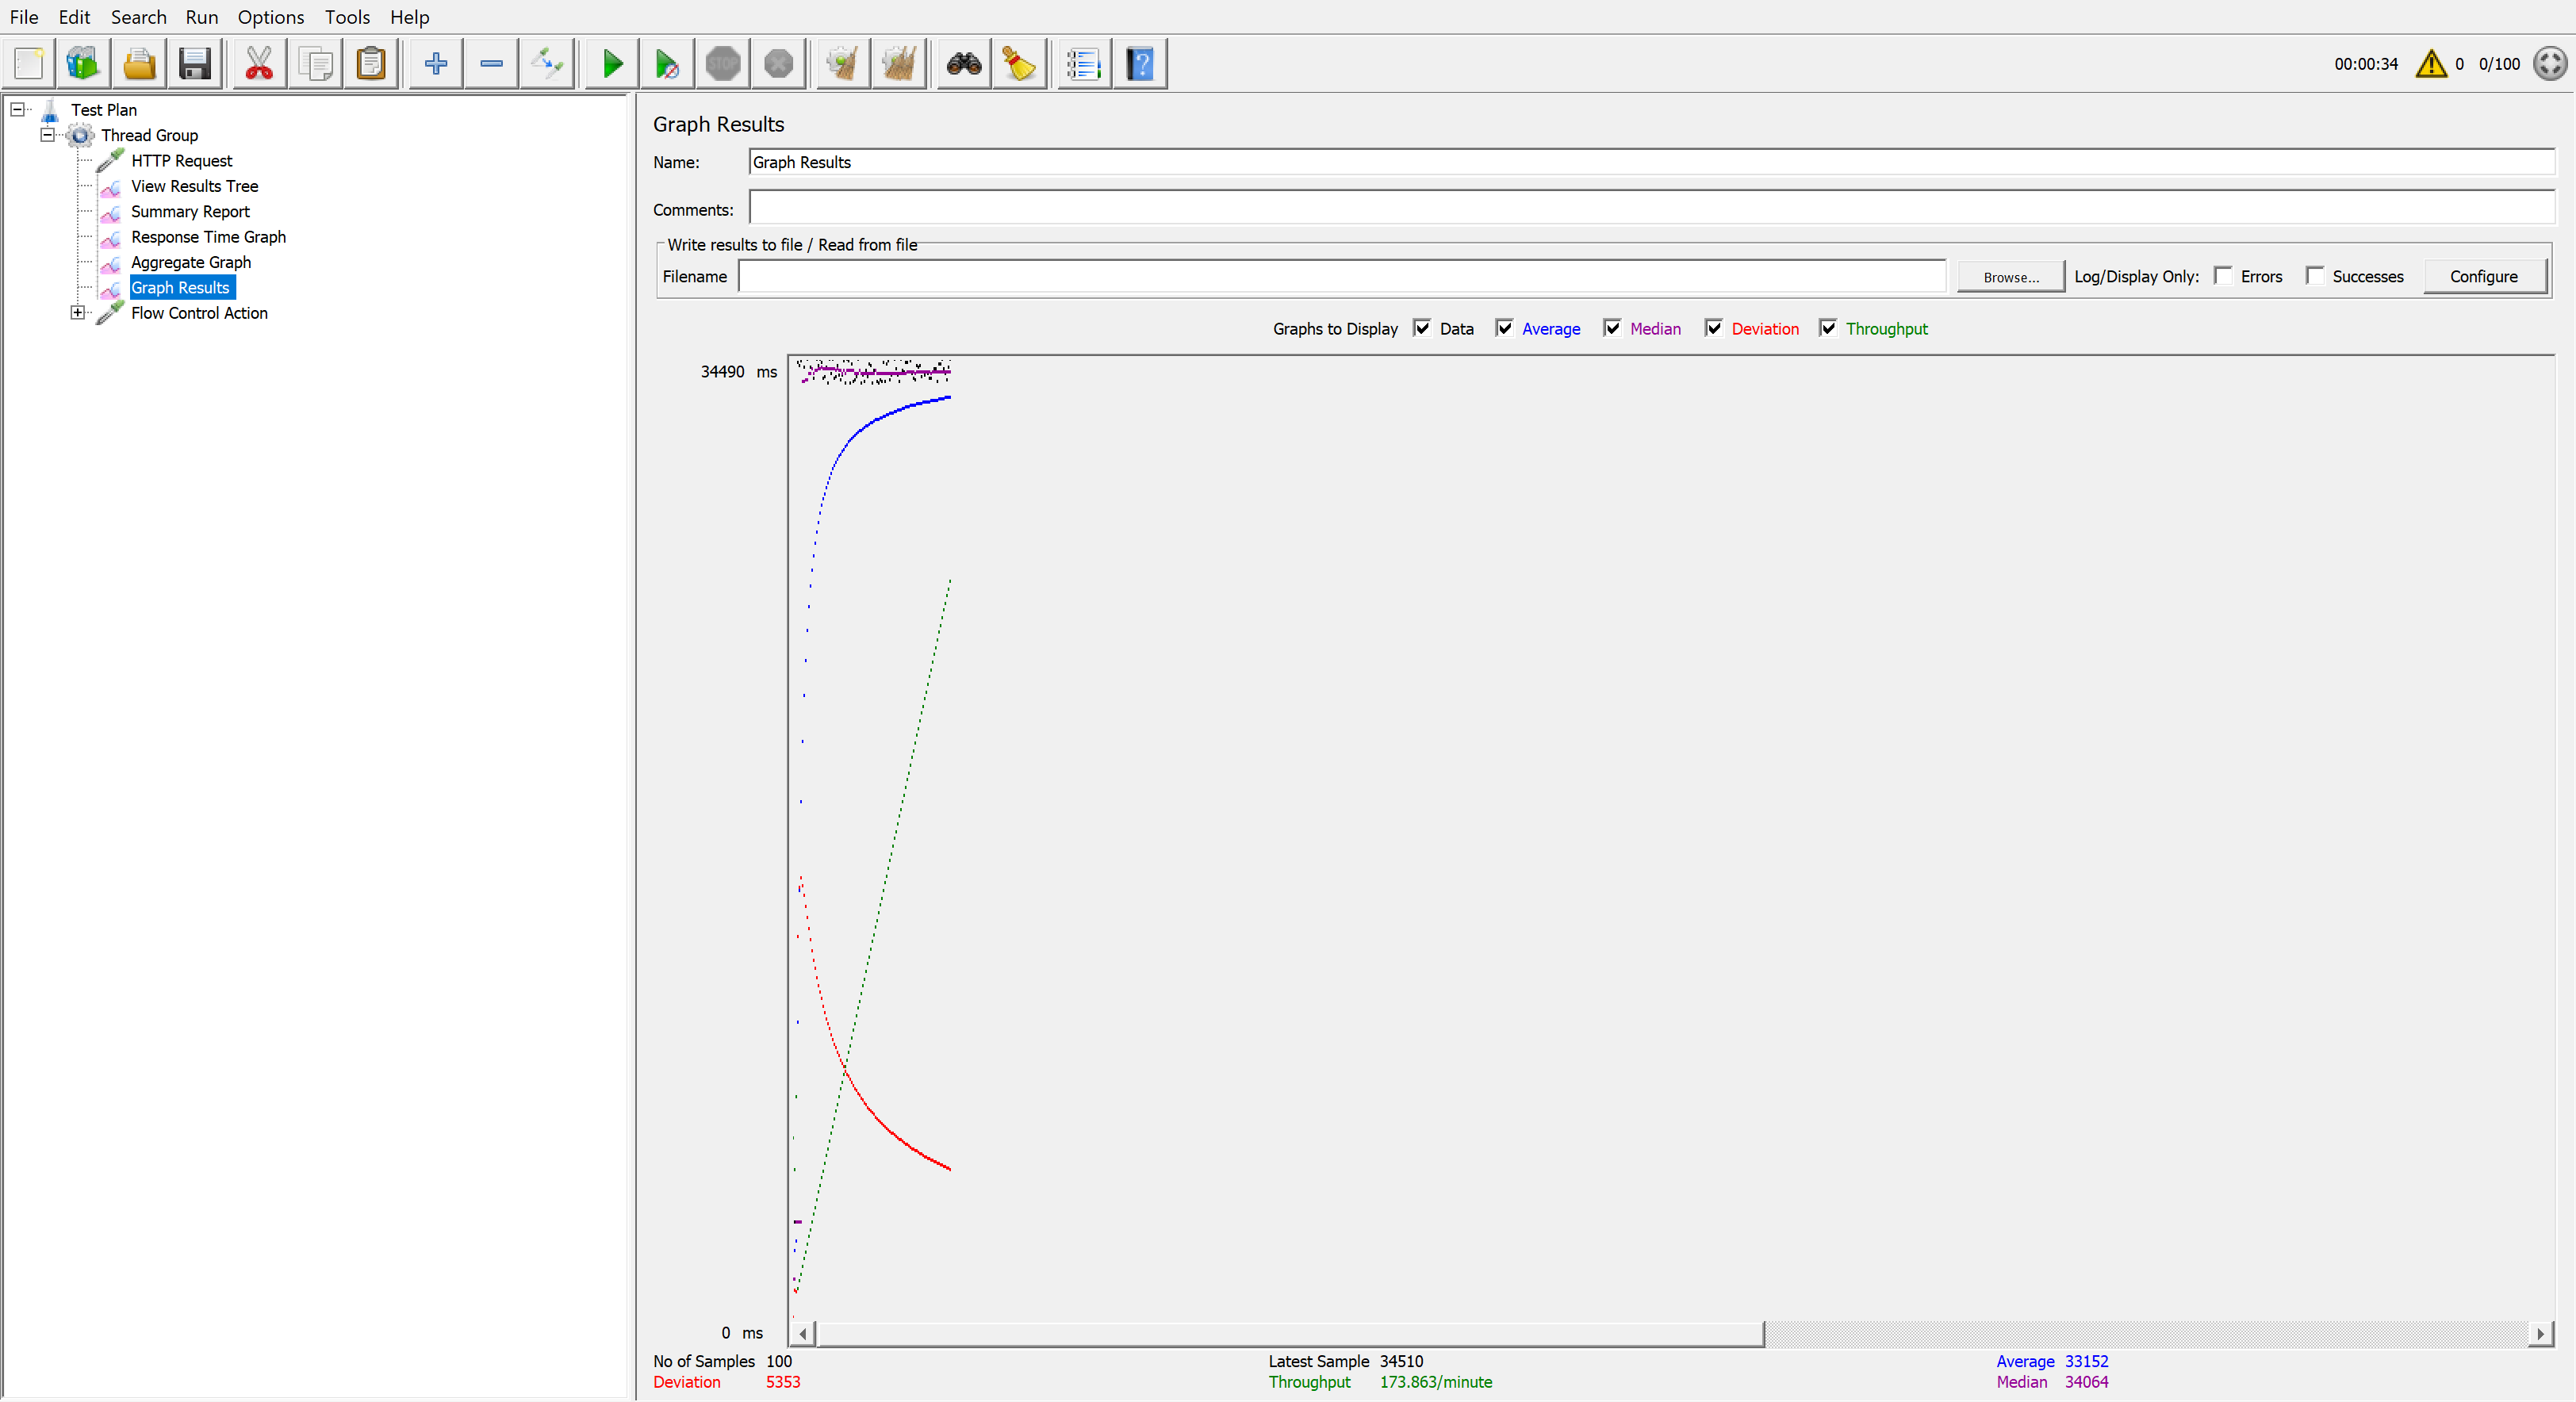 File Edit Search Run Options Tools Help
STOP
00:00:34 0 0/100
Test Plan
Thread Group
HTTP Request
View Results Tree
Summary Report
Response Time Graph
Aggregate Graph
Graph Results
Flow Control Action
Graph Results
Name: Graph Results
Comments:
Write results to file / Read from file
Filename Browse... Log/Display Only: Errors Successes Configure
Graphs to Display Data Average Median Deviation Throughput
34490 ms
0 ms
No of Samples 100 Latest Sample 34510 Average 33152
Deviation 5353 Throughput 173.863/minute Median 34064